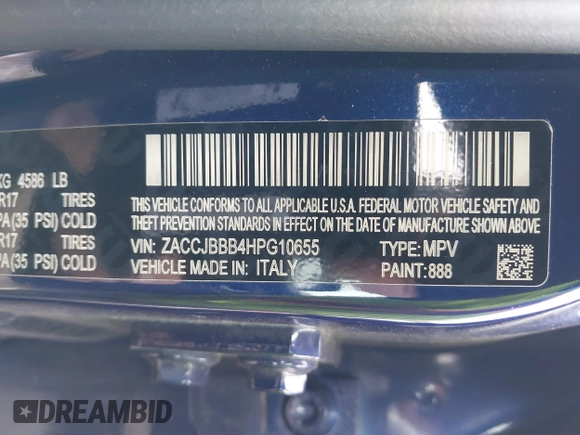 KG 4586 LB
R17 TIRES
PA(35 PSI) COLD
R17 TIRES
PA(35 PSI) COLD
THIS VEHICLE CONFORMS TO ALL APPLICABLE U.S.A. FEDERAL MOTOR VEHICLE SAFETY AND
THEFT PREVENTION STANDARDS IN EFFECT ON THE DATE OF MANUFACTURE SHOWN ABOVE.
VIN: ZACCJBBB4HPG10655 TYPE: MPV
VEHICLE MADE IN: ITALY PAINT: 888
DREAMBID